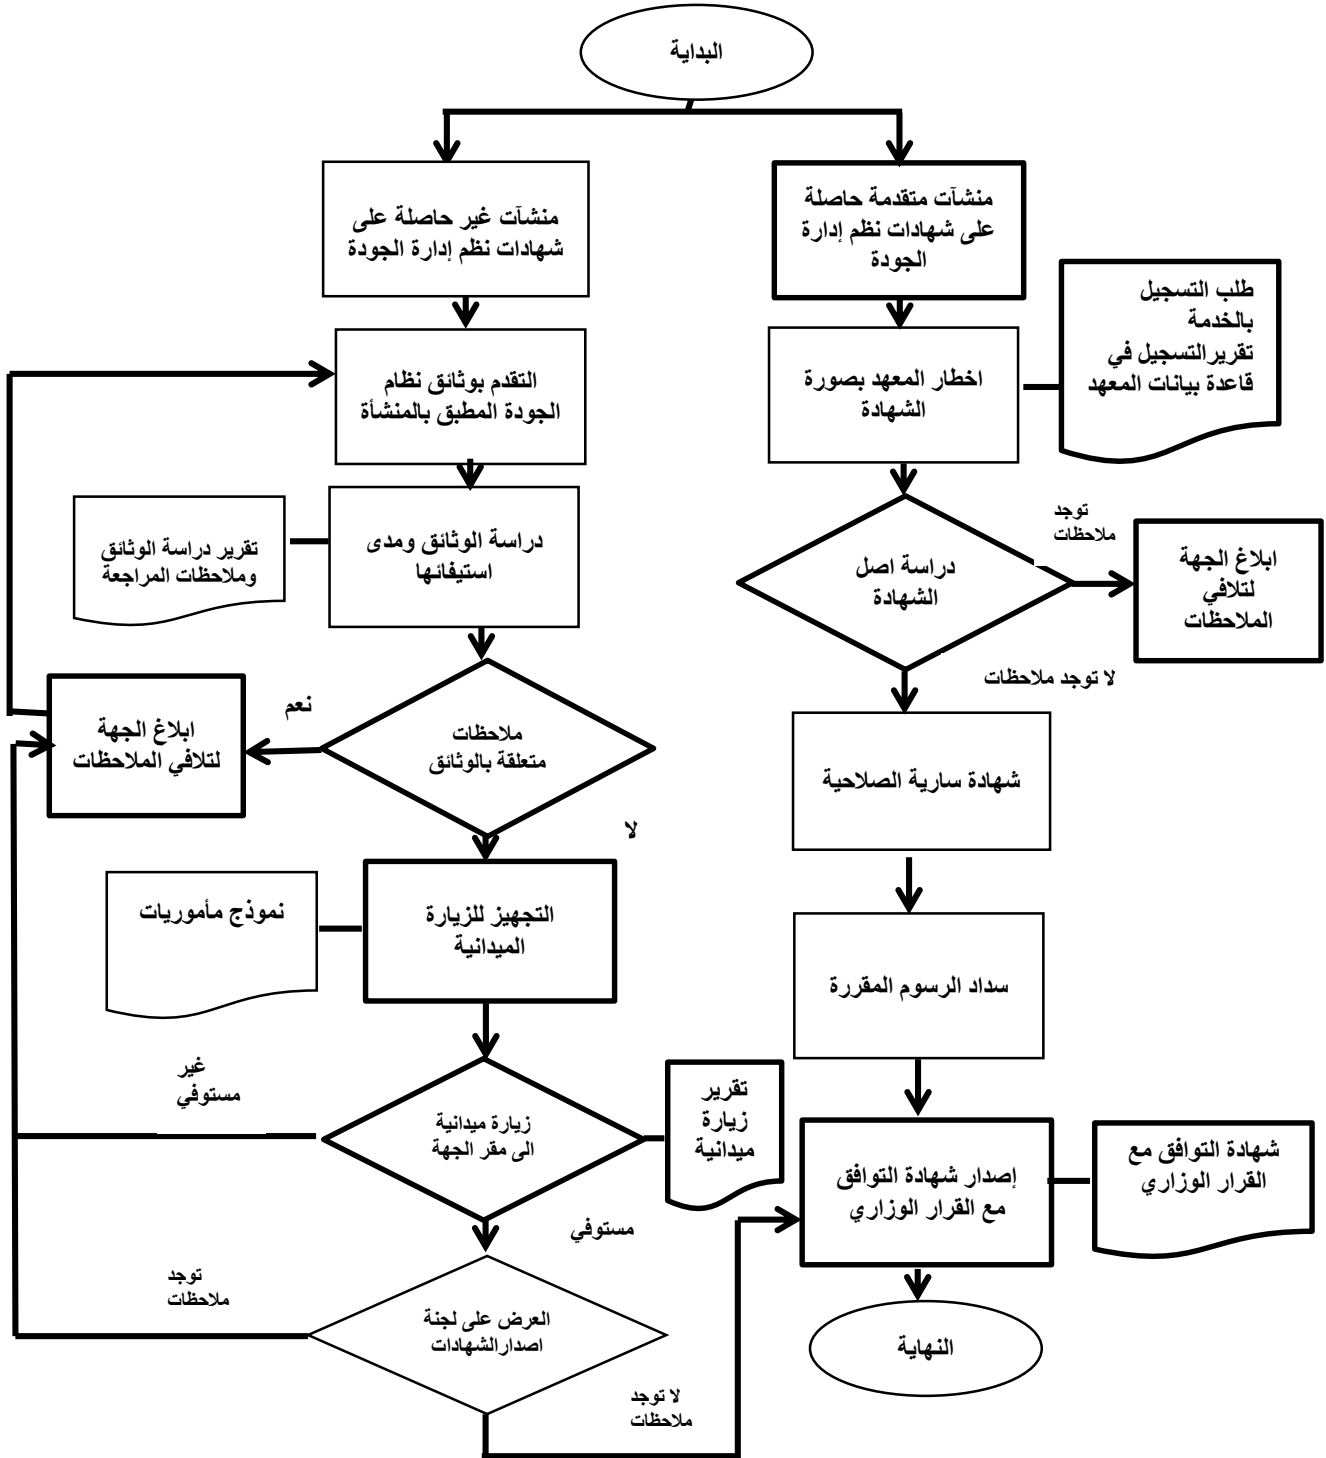 البداية
منشآت متقدمة حاصلة
على شهادات نظم إدارة
الجودة
منشآت غير حاصلة على
شهادات نظم إدارة الجودة
طلب التسجيل
بالخدمة
تقريرالتسجيل في
قاعدة بيانات المعهد
اخطار المعهد بصورة
الشهادة
التقدم بوثائق نظام
الجودة المطبق بالمنشأة
توجد
ملاحظات
دراسة اصل
الشهادة
ابلاغ الجهة
لتلافي
الملاحظات
دراسة الوثائق ومدى
استيفائها
تقرير دراسة الوثائق
وملاحظات المراجعة
لا توجد ملاحظات
نعم
ملاحظات
متعلقة بالوثائق
ابلاغ الجهة
لتلافي الملاحظات
شهادة سارية الصلاحية
لا
التجهيز للزيارة
الميدانية
نموذج مأموريات
سداد الرسوم المقررة
غير
مستوفي
زيارة ميدانية
الى مقر الجهة
تقرير
زيارة
ميدانية
إصدار شهادة التوافق
مع القرار الوزاري
شهادة التوافق مع
القرار الوزاري
مستوفي
توجد
ملاحظات
العرض على لجنة
اصدارالشهادات
النهاية
لا توجد
ملاحظات